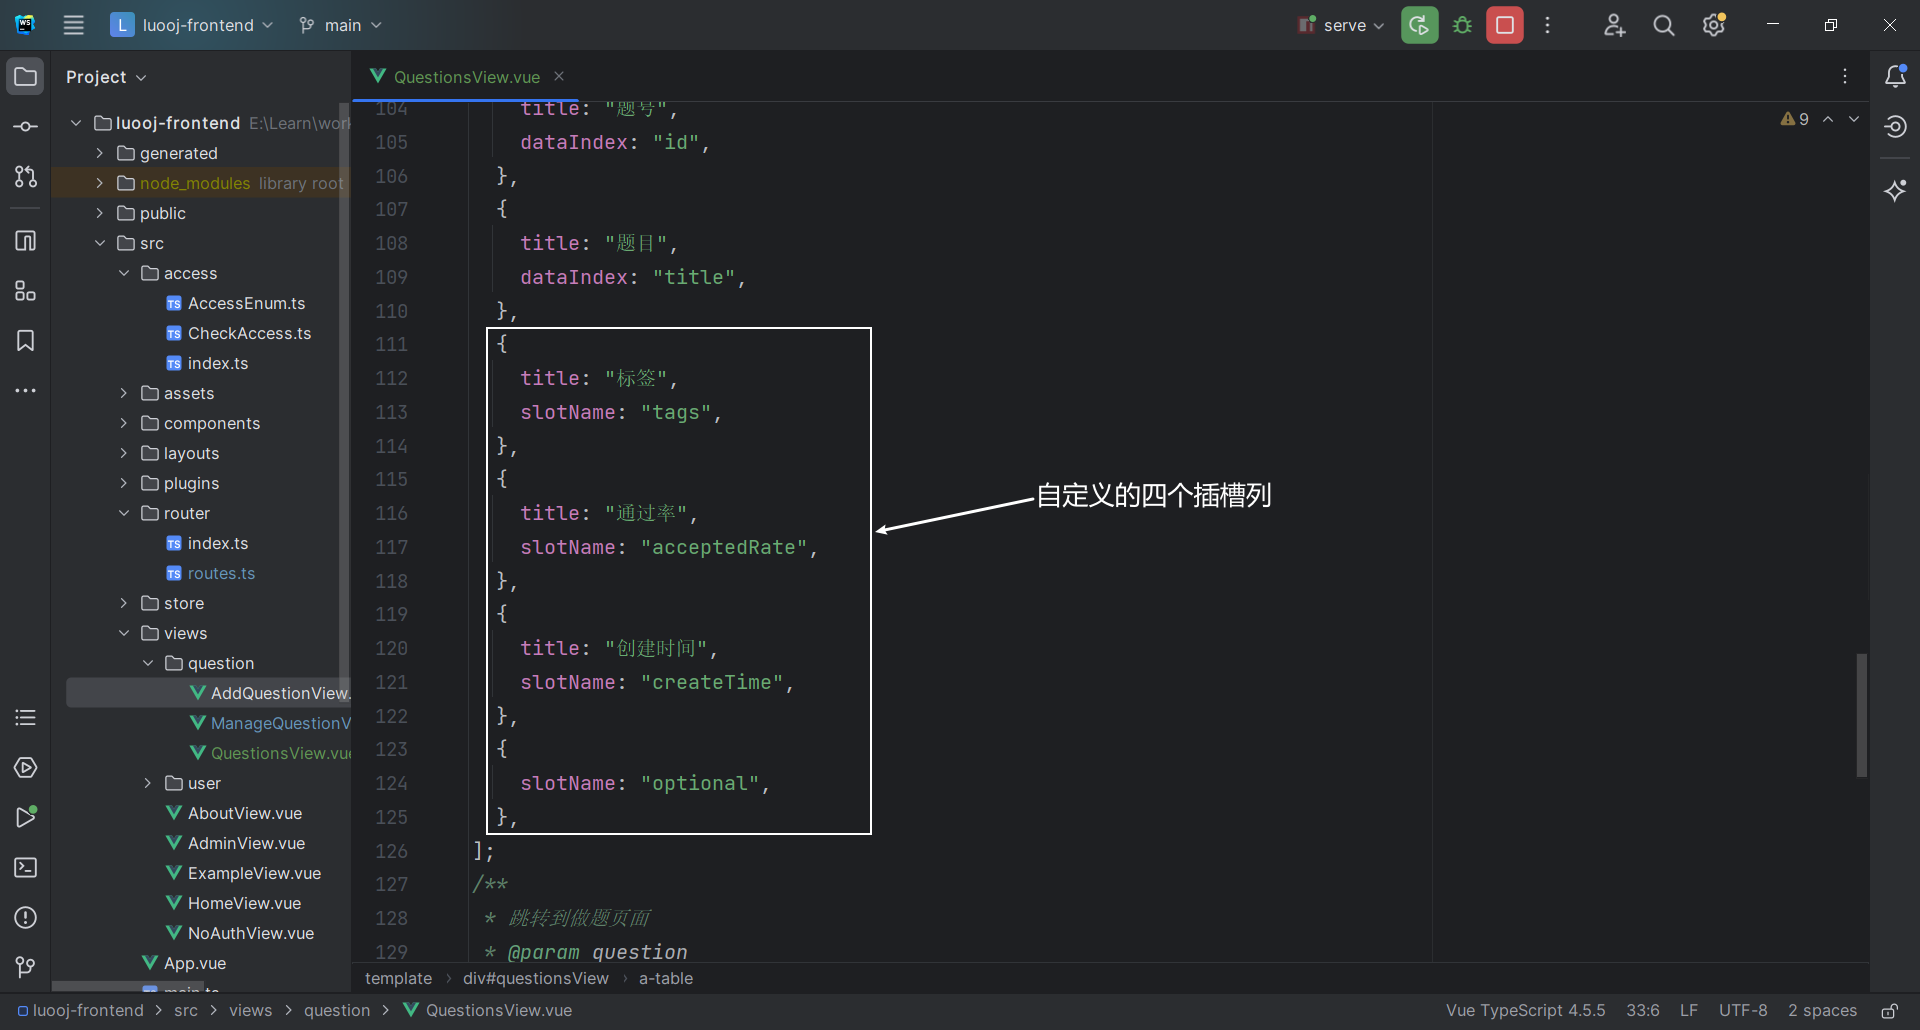 L luooj-frontend main serve
Project
QuestionsView.vue
luooj-frontend E:\Learn\work
generated
node_modules library root
public
src
access
AccessEnum.ts
CheckAccess.ts
index.ts
assets
components
layouts
plugins
router
index.ts
routes.ts
store
views
question
AddQuestionView.
ManageQuestionV
QuestionsView.vue
user
AboutView.vue
AdminView.vue
ExampleView.vue
HomeView.vue
NoAuthView.vue
App.vue
main.ts
9
104 title: "题号",
105 dataIndex: "id",
106 },
107 {
108 title: "题目",
109 dataIndex: "title",
110 },
111 {
112 title: "标签",
113 slotName: "tags",
114 },
115 {
116 title: "通过率",
117 slotName: "acceptedRate",
118 },
119 {
120 title: "创建时间",
121 slotName: "createTime",
122 },
123 {
124 slotName: "optional",
125 },
126 ];
127 /**
128 * 跳转到做题页面
129 * @param question
自定义的四个插槽列
template › div#questionsView › a-table
luooj-frontend > src > views > question > QuestionsView.vue
Vue TypeScript 4.5.5 33:6 LF UTF-8 2 spaces